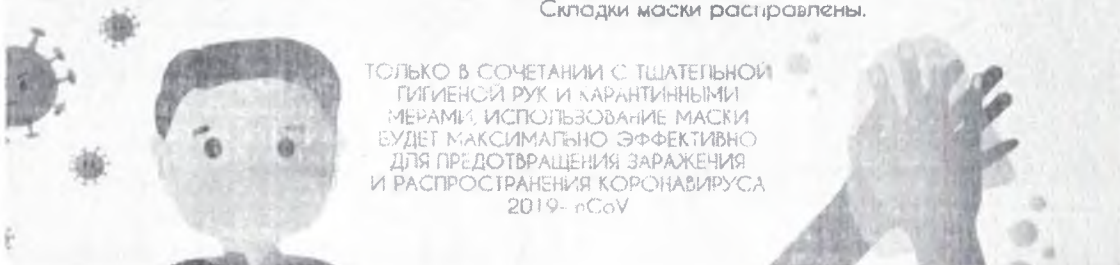 Складки маски расправлены.
ТОЛЬКО В СОЧЕТАНИИ С ТЩАТЕЛЬНОЙ
ГИГИЕНОЙ РУК И КАРАНТИННЫМИ
МЕРАМИ, ИСПОЛЬЗОВАНИЕ МАСКИ
БУДЕТ МАКСИМАЛЬНО ЭФФЕКТИВНО
ДЛЯ ПРЕДОТВРАЩЕНИЯ ЗАРАЖЕНИЯ
И РАСПРОСТРАНЕНИЯ КОРОНАВИРУСА
2019- nCoV